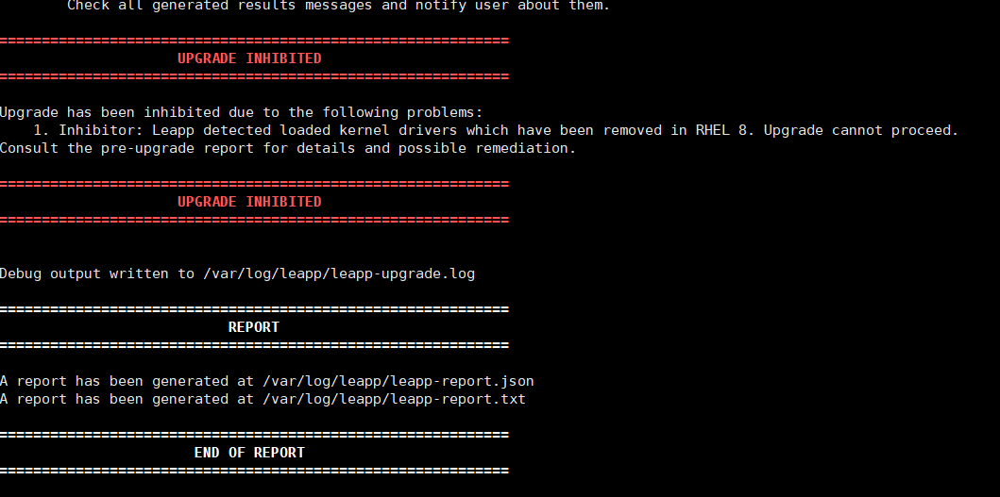 Check all generated results messages and notify user about them.
============================================================
UPGRADE INHIBITED
============================================================
Upgrade has been inhibited due to the following problems:
1. Inhibitor: Leapp detected loaded kernel drivers which have been removed in RHEL 8. Upgrade cannot proceed.
Consult the pre-upgrade report for details and possible remediation.
============================================================
UPGRADE INHIBITED
============================================================
Debug output written to /var/log/leapp/leapp-upgrade.log
============================================================
REPORT
============================================================
A report has been generated at /var/log/leapp/leapp-report.json
A report has been generated at /var/log/leapp/leapp-report.txt
============================================================
END OF REPORT
============================================================